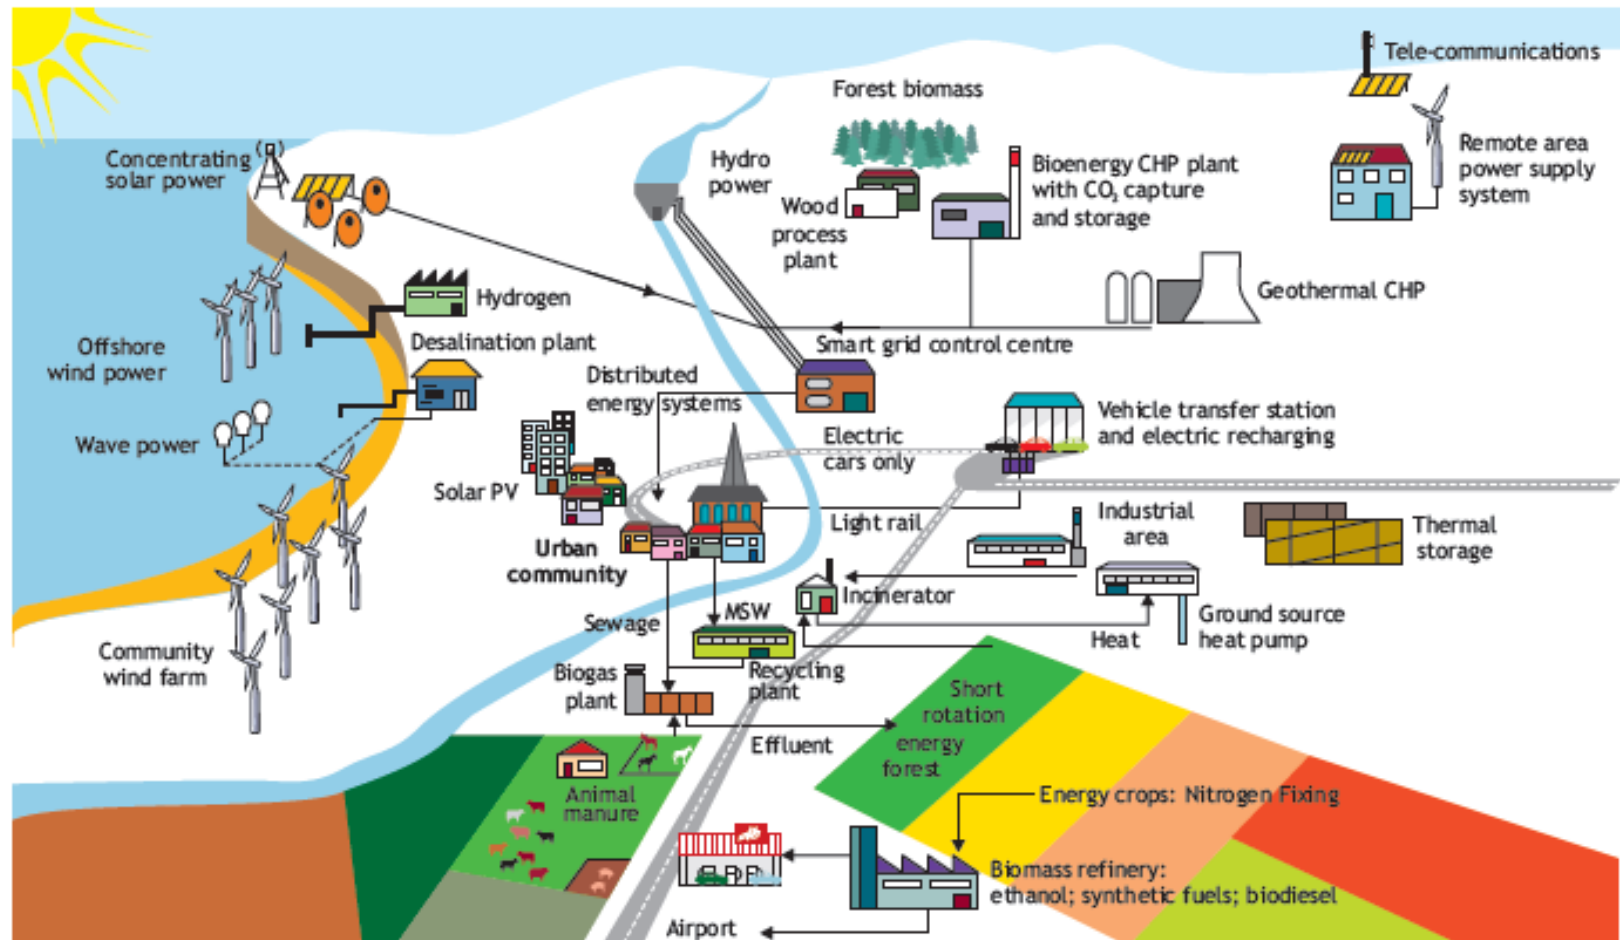 Tele-communications
Forest biomass
Concentrating
solar power
Hydro
power
Bioenergy CHP plant
with CO₂ capture
and storage
Remote area
power supply
system
Wood
process
plant
Hydrogen
Geothermal CHP
Offshore
wind power
Desalination plant
Smart grid control centre
Distributed
energy systems
Wave power
Electric
cars only
Vehicle transfer station
and electric recharging
Solar PV
Light rail
Industrial
area
Thermal
storage
Urban
community
Incinerator
Sewage
MSW
Heat
Ground source
heat pump
Community
wind farm
Biogas
plant
Recycling
plant
Short
rotation
energy
forest
Effluent
Animal
manure
Energy crops: Nitrogen Fixing
Biomass refinery:
ethanol; synthetic fuels; biodiesel
Airport